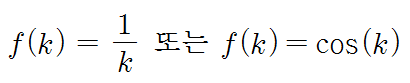 f(k) = 1/k 또는 f(k) = cos(k)